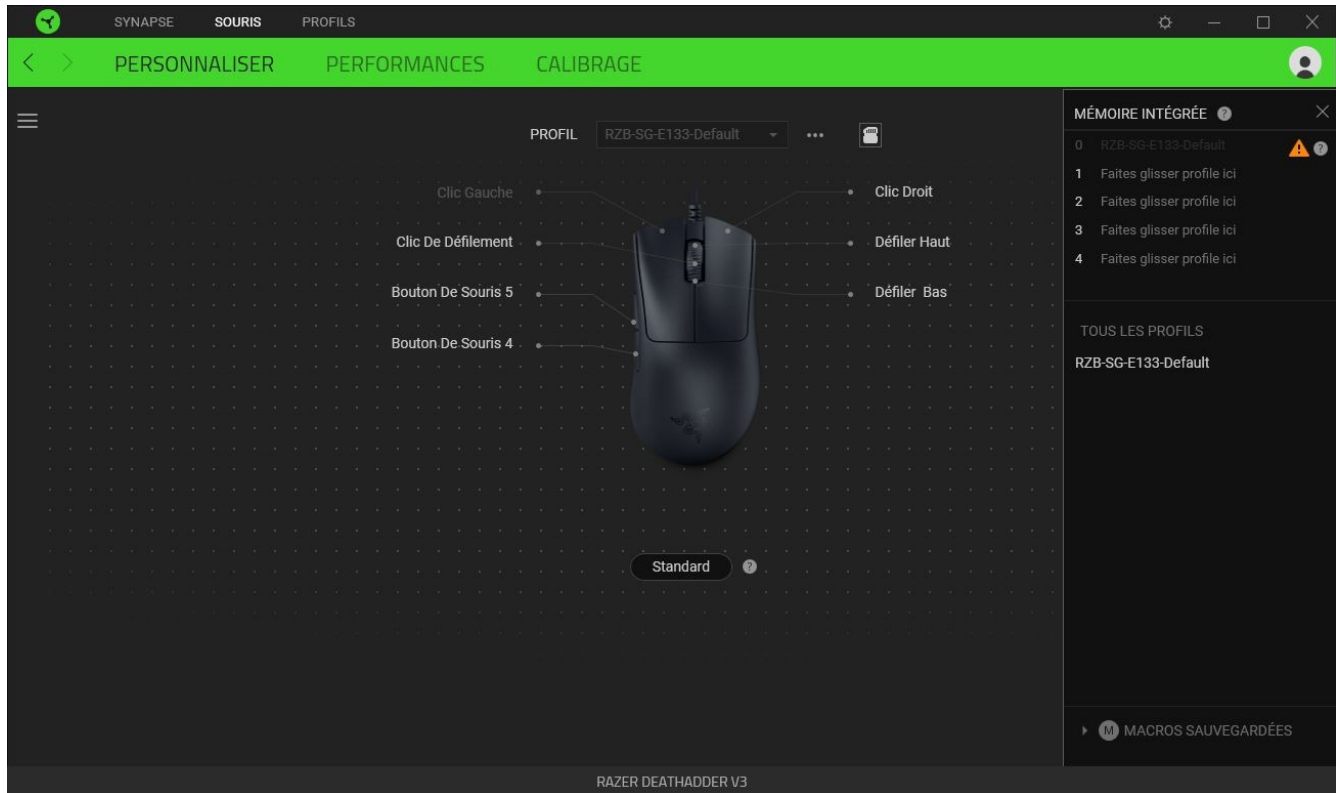 SYNAPSE SOURIS PROFILS
PERSONNALISER PERFORMANCES CALIBRAGE
PROFIL RZB-SG-E133-Default
Clic Gauche
Clic De Défilement
Bouton De Souris 5
Bouton De Souris 4
Clic Droit
Défiler Haut
Défiler Bas
Standard ?
MÉMOIRE INTÉGRÉE ?
0 RZB-SG-E133-Default ?
1 Faites glisser profile ici
2 Faites glisser profile ici
3 Faites glisser profile ici
4 Faites glisser profile ici
TOUS LES PROFILS
RZB-SG-E133-Default
M MACROS SAUVEGARDÉES
RAZER DEATHADDER V3